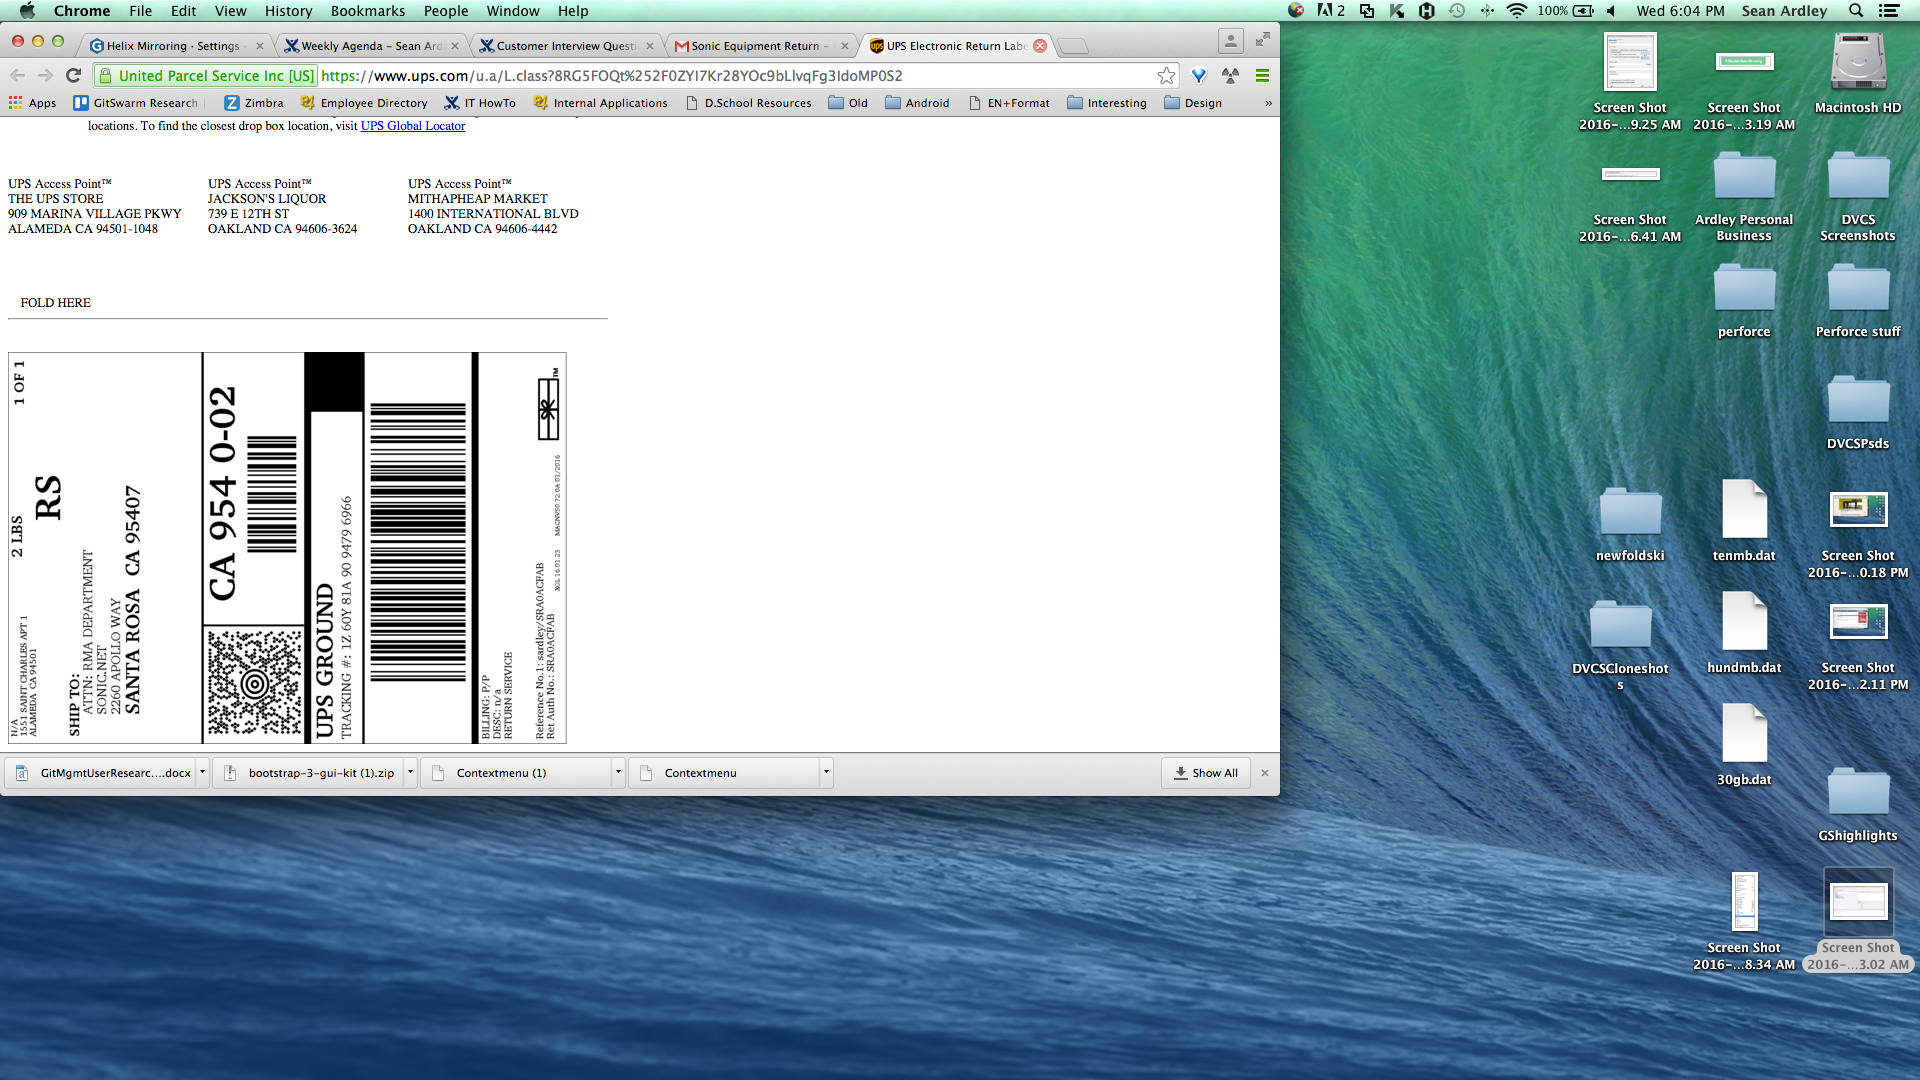 Chrome File Edit View History Bookmarks People Window Help
2 100% Wed 6:04 PM Sean Ardley
Helix Mirroring · Settings · Weekly Agenda – Sean Ard Customer Interview Questi Sonic Equipment Return – UPS Electronic Return Labe
United Parcel Service Inc [US] https://www.ups.com/u.a/L.class?8RG5FOQt%252F0ZYI7Kr28YOc9bLlvqFg3IdoMP0S2
Apps GitSwarm Research Zimbra Employee Directory IT HowTo Internal Applications D.School Resources Old Android EN+Format Interesting Design »
locations. To find the closest drop box location, visit UPS Global Locator
UPS Access Point™
THE UPS STORE
909 MARINA VILLAGE PKWY
ALAMEDA CA 94501-1048
UPS Access Point™
JACKSON'S LIQUOR
739 E 12TH ST
OAKLAND CA 94606-3624
UPS Access Point™
MITHAPHEAP MARKET
1400 INTERNATIONAL BLVD
OAKLAND CA 94606-4442
FOLD HERE
N/A
1551 SAINT CHARLES APT 1
ALAMEDA CA 94501
2 LBS
1 OF 1
RS
SHIP TO:
ATTN: RMA DEPARTMENT
SONIC.NET
2260 APOLLO WAY
SANTA ROSA CA 95407
CA 954 0-02
UPS GROUND
TRACKING #: 1Z 60Y 81A 90 9479 6966
BILLING: P/P
DESC: n/a
RETURN SERVICE
Reference No.1: sardley/SRA0ACFAB
Ret Auth No.: SRA0ACFAB
XOL 16.01.23 MACNV50 72.0A 01/2016
TM
GitMgmtUserResearc....docx bootstrap-3-gui-kit (1).zip Contextmenu (1) Contextmenu Show All
Screen Shot
2016-...9.25 AM
Screen Shot
2016-...3.19 AM
Macintosh HD
Screen Shot
2016-...6.41 AM
Ardley Personal
Business
DVCS
Screenshots
perforce
Perforce stuff
DVCSPsds
newfoldski
tenmb.dat
Screen Shot
2016-...0.18 PM
DVCSCloneshot
s
hundmb.dat
Screen Shot
2016-...2.11 PM
30gb.dat
GShighlights
Screen Shot
2016-...8.34 AM
Screen Shot
2016-...3.02 AM